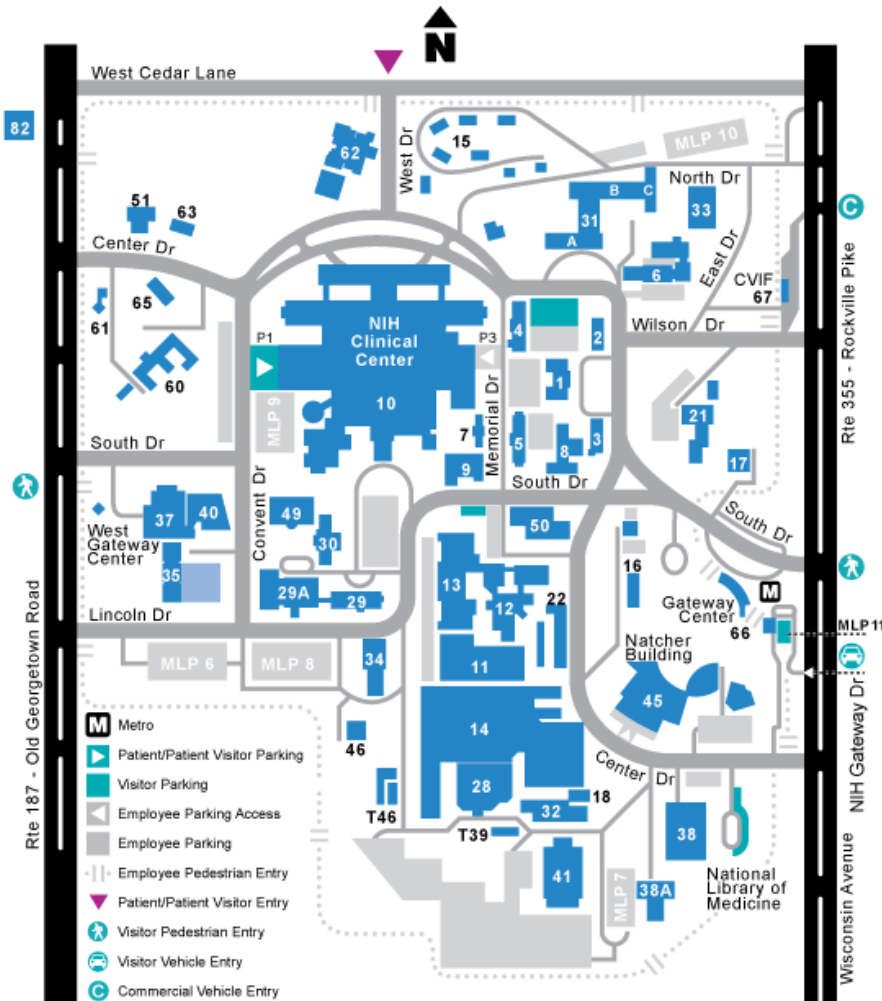 N
West Cedar Lane
82
62
West Dr
15
MLP 10
51
63
B
C
North Dr
31
33
A
Center Dr
East Dr
6
CVIF
67
65
61
NIH
Clinical
Center
P1
P3
4
2
Wilson Dr
Rte 355 - Rockville Pike
C
60
1
10
MLP 9
Memorial Dr
7
5
8
3
21
South Dr
9
17
South Dr
Convent Dr
37
40
49
50
South Dr
West
Gateway
Center
30
35
13
16
M
29A
29
12
22
Gateway
Center
66
MLP 11
Lincoln Dr
Natcher
Building
MLP 6
MLP 8
34
11
45
14
46
Center Dr
NIH Gateway Dr
Rte 187 - Old Georgetown Road
28
18
T46
32
T39
38
41
MLP 7
38A
National
Library of
Medicine
Wisconsin Avenue
M Metro
Patient/Patient Visitor Parking
Visitor Parking
Employee Parking Access
Employee Parking
Employee Pedestrian Entry
Patient/Patient Visitor Entry
Visitor Pedestrian Entry
Visitor Vehicle Entry
C Commercial Vehicle Entry